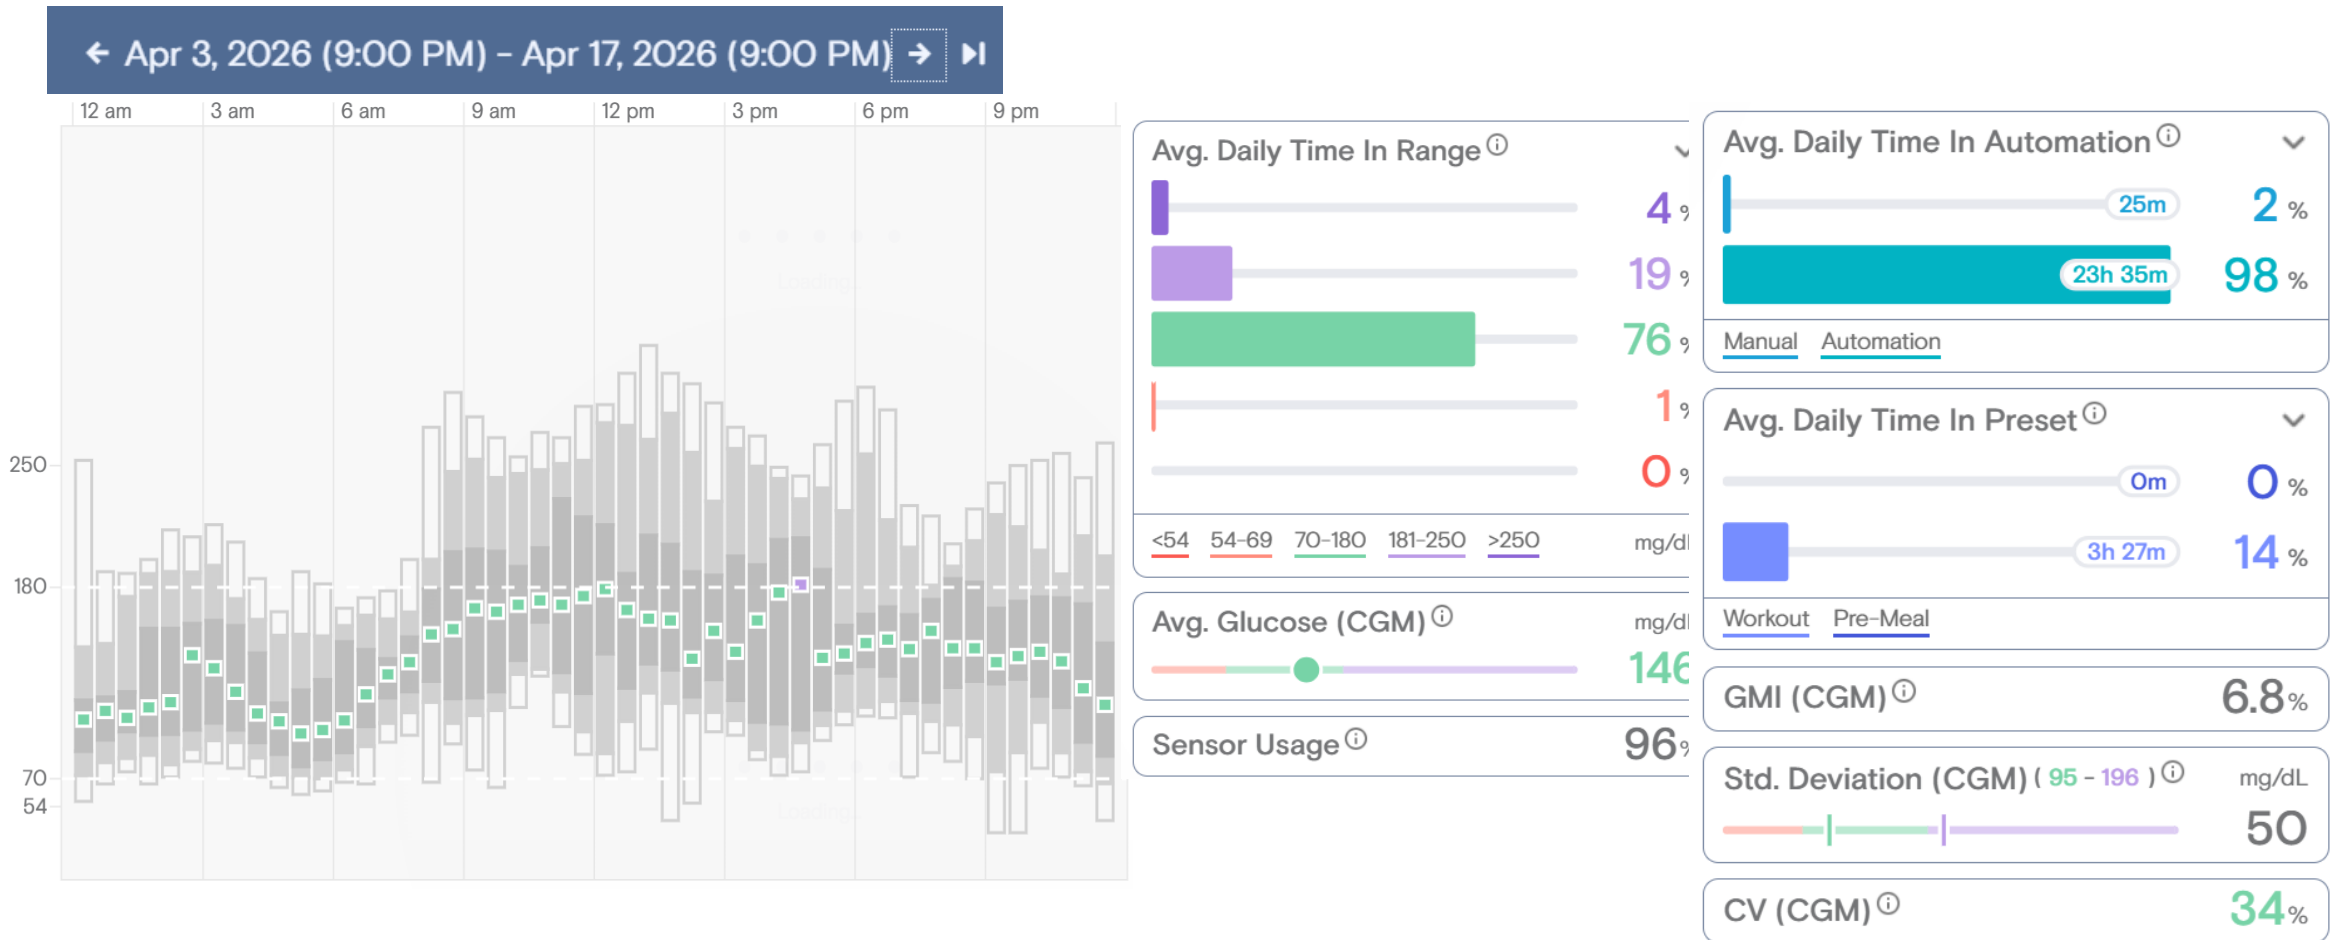 Apr 3, 2026 (9:00 PM) - Apr 17, 2026 (9:00 PM)
12 am 3 am 6 am 9 am 12 pm 3 pm 6 pm 9 pm
250
180
70
54
Loading...
Loading...
Avg. Daily Time In Range
4 %
19 %
76 %
1 %
0 %
<54 54-69 70-180 181-250 >250 mg/dl
Avg. Glucose (CGM) mg/dl
146
Sensor Usage 96%
Avg. Daily Time In Automation
25m 2 %
23h 35m 98 %
Manual Automation
Avg. Daily Time In Preset
0m 0 %
3h 27m 14 %
Workout Pre-Meal
GMI (CGM) 6.8%
Std. Deviation (CGM) ( 95 - 196 ) mg/dL
50
CV (CGM) 34%